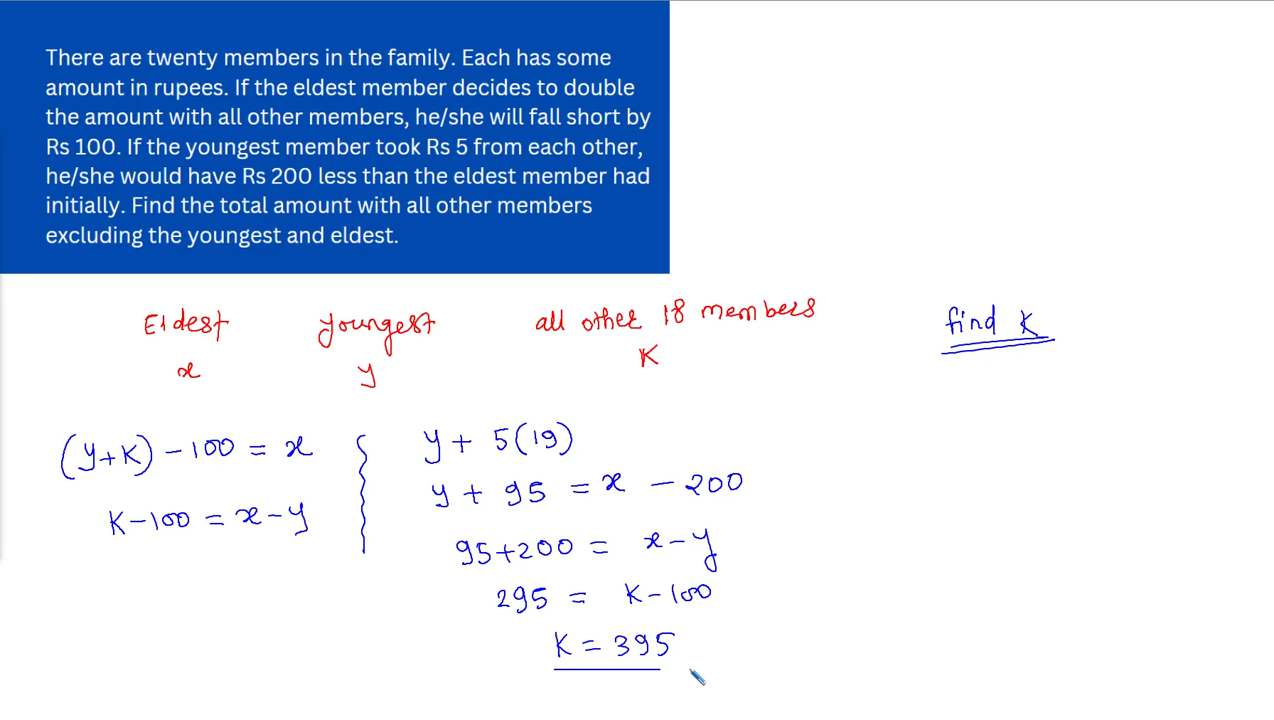 There are twenty members in the family. Each has some
amount in rupees. If the eldest member decides to double
the amount with all other members, he/she will fall short by
Rs 100. If the youngest member took Rs 5 from each other,
he/she would have Rs 200 less than the eldest member had
initially. Find the total amount with all other members
excluding the youngest and eldest.
Eldest youngest all other 18 members find K
x y K
(y+K) - 100 = x
K-100 = x-y
y + 5(19)
y + 95 = x - 200
95+200 = x-y
295 = K-100
K = 395